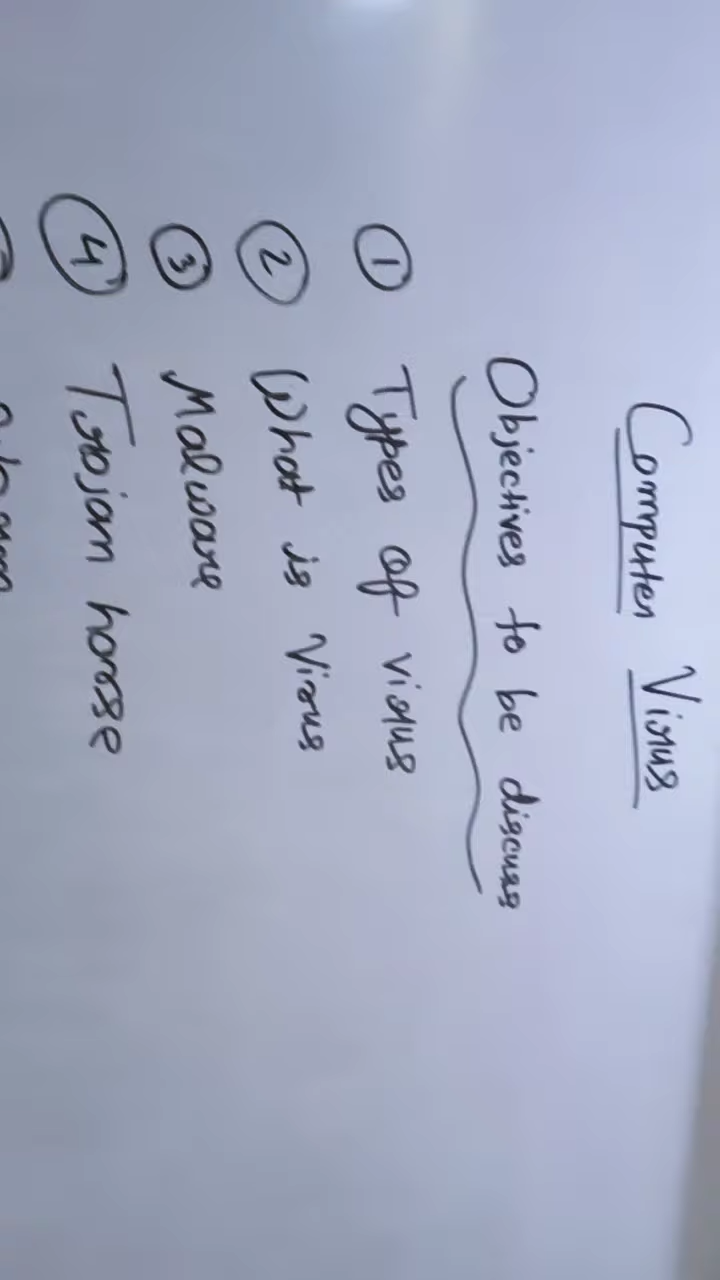 Computer Virus
Objectives to be discuss
① Types of virus
② What is Virus
③ Malware
④ Trojan horse